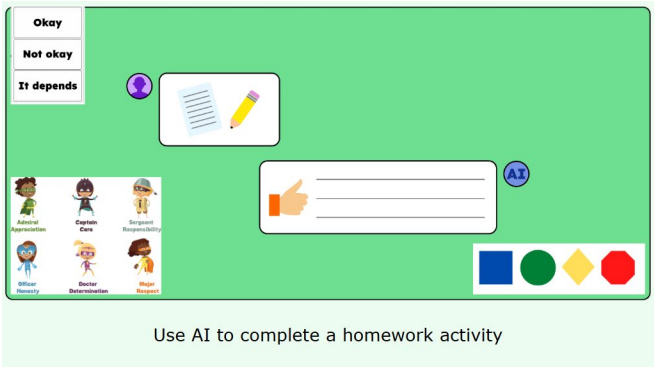 Okay
Not okay
It depends
AI
Admiral
Appreciation
Captain
Care
Sergeant
Responsibility
Officer
Honesty
Doctor
Determination
Major
Respect
Use AI to complete a homework activity